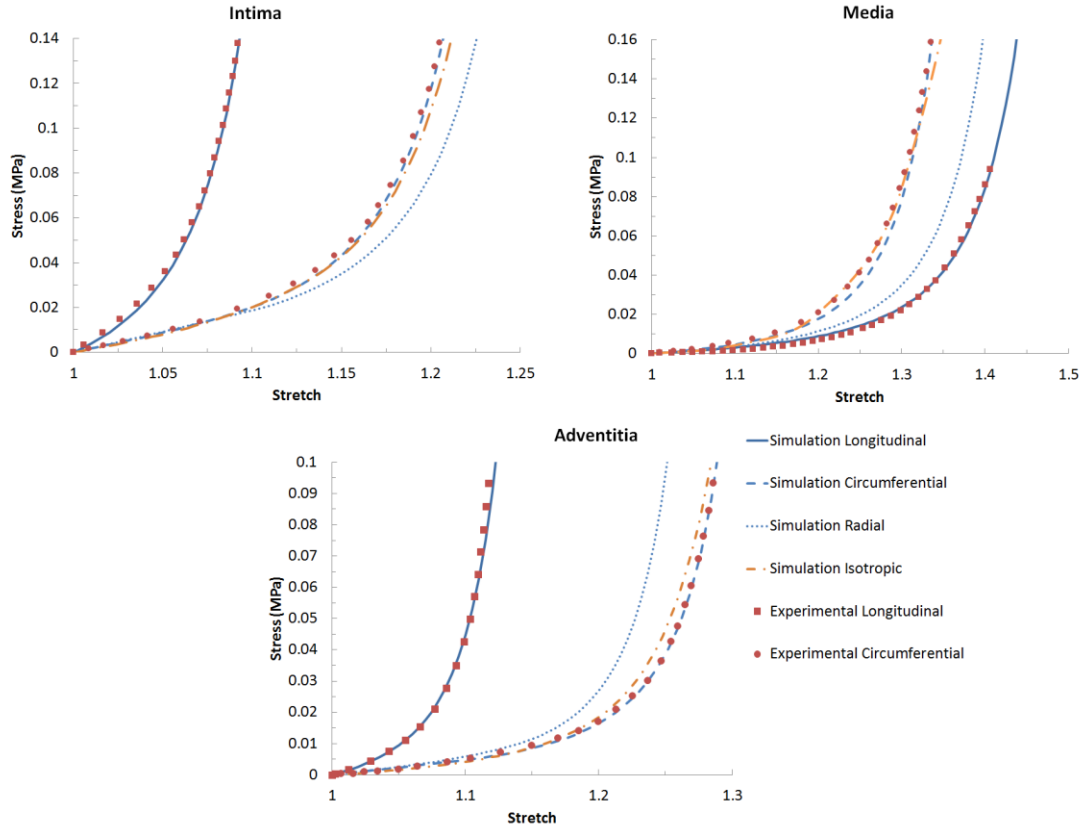 Intima
0.14
0.12
0.1
0.08
0.06
0.04
0.02
0
Stress (MPa)
1
1.05
1.1
1.15
1.2
1.25
Stretch
Media
0.16
0.14
0.12
0.1
0.08
0.06
0.04
0.02
0
Stress (MPa)
1
1.1
1.2
1.3
1.4
1.5
Stretch
Adventitia
0.1
0.09
0.08
0.07
0.06
0.05
0.04
0.03
0.02
0.01
0
Stress (MPa)
1
1.1
1.2
1.3
Stretch
Simulation Longitudinal
Simulation Circumferential
Simulation Radial
Simulation Isotropic
Experimental Longitudinal
Experimental Circumferential